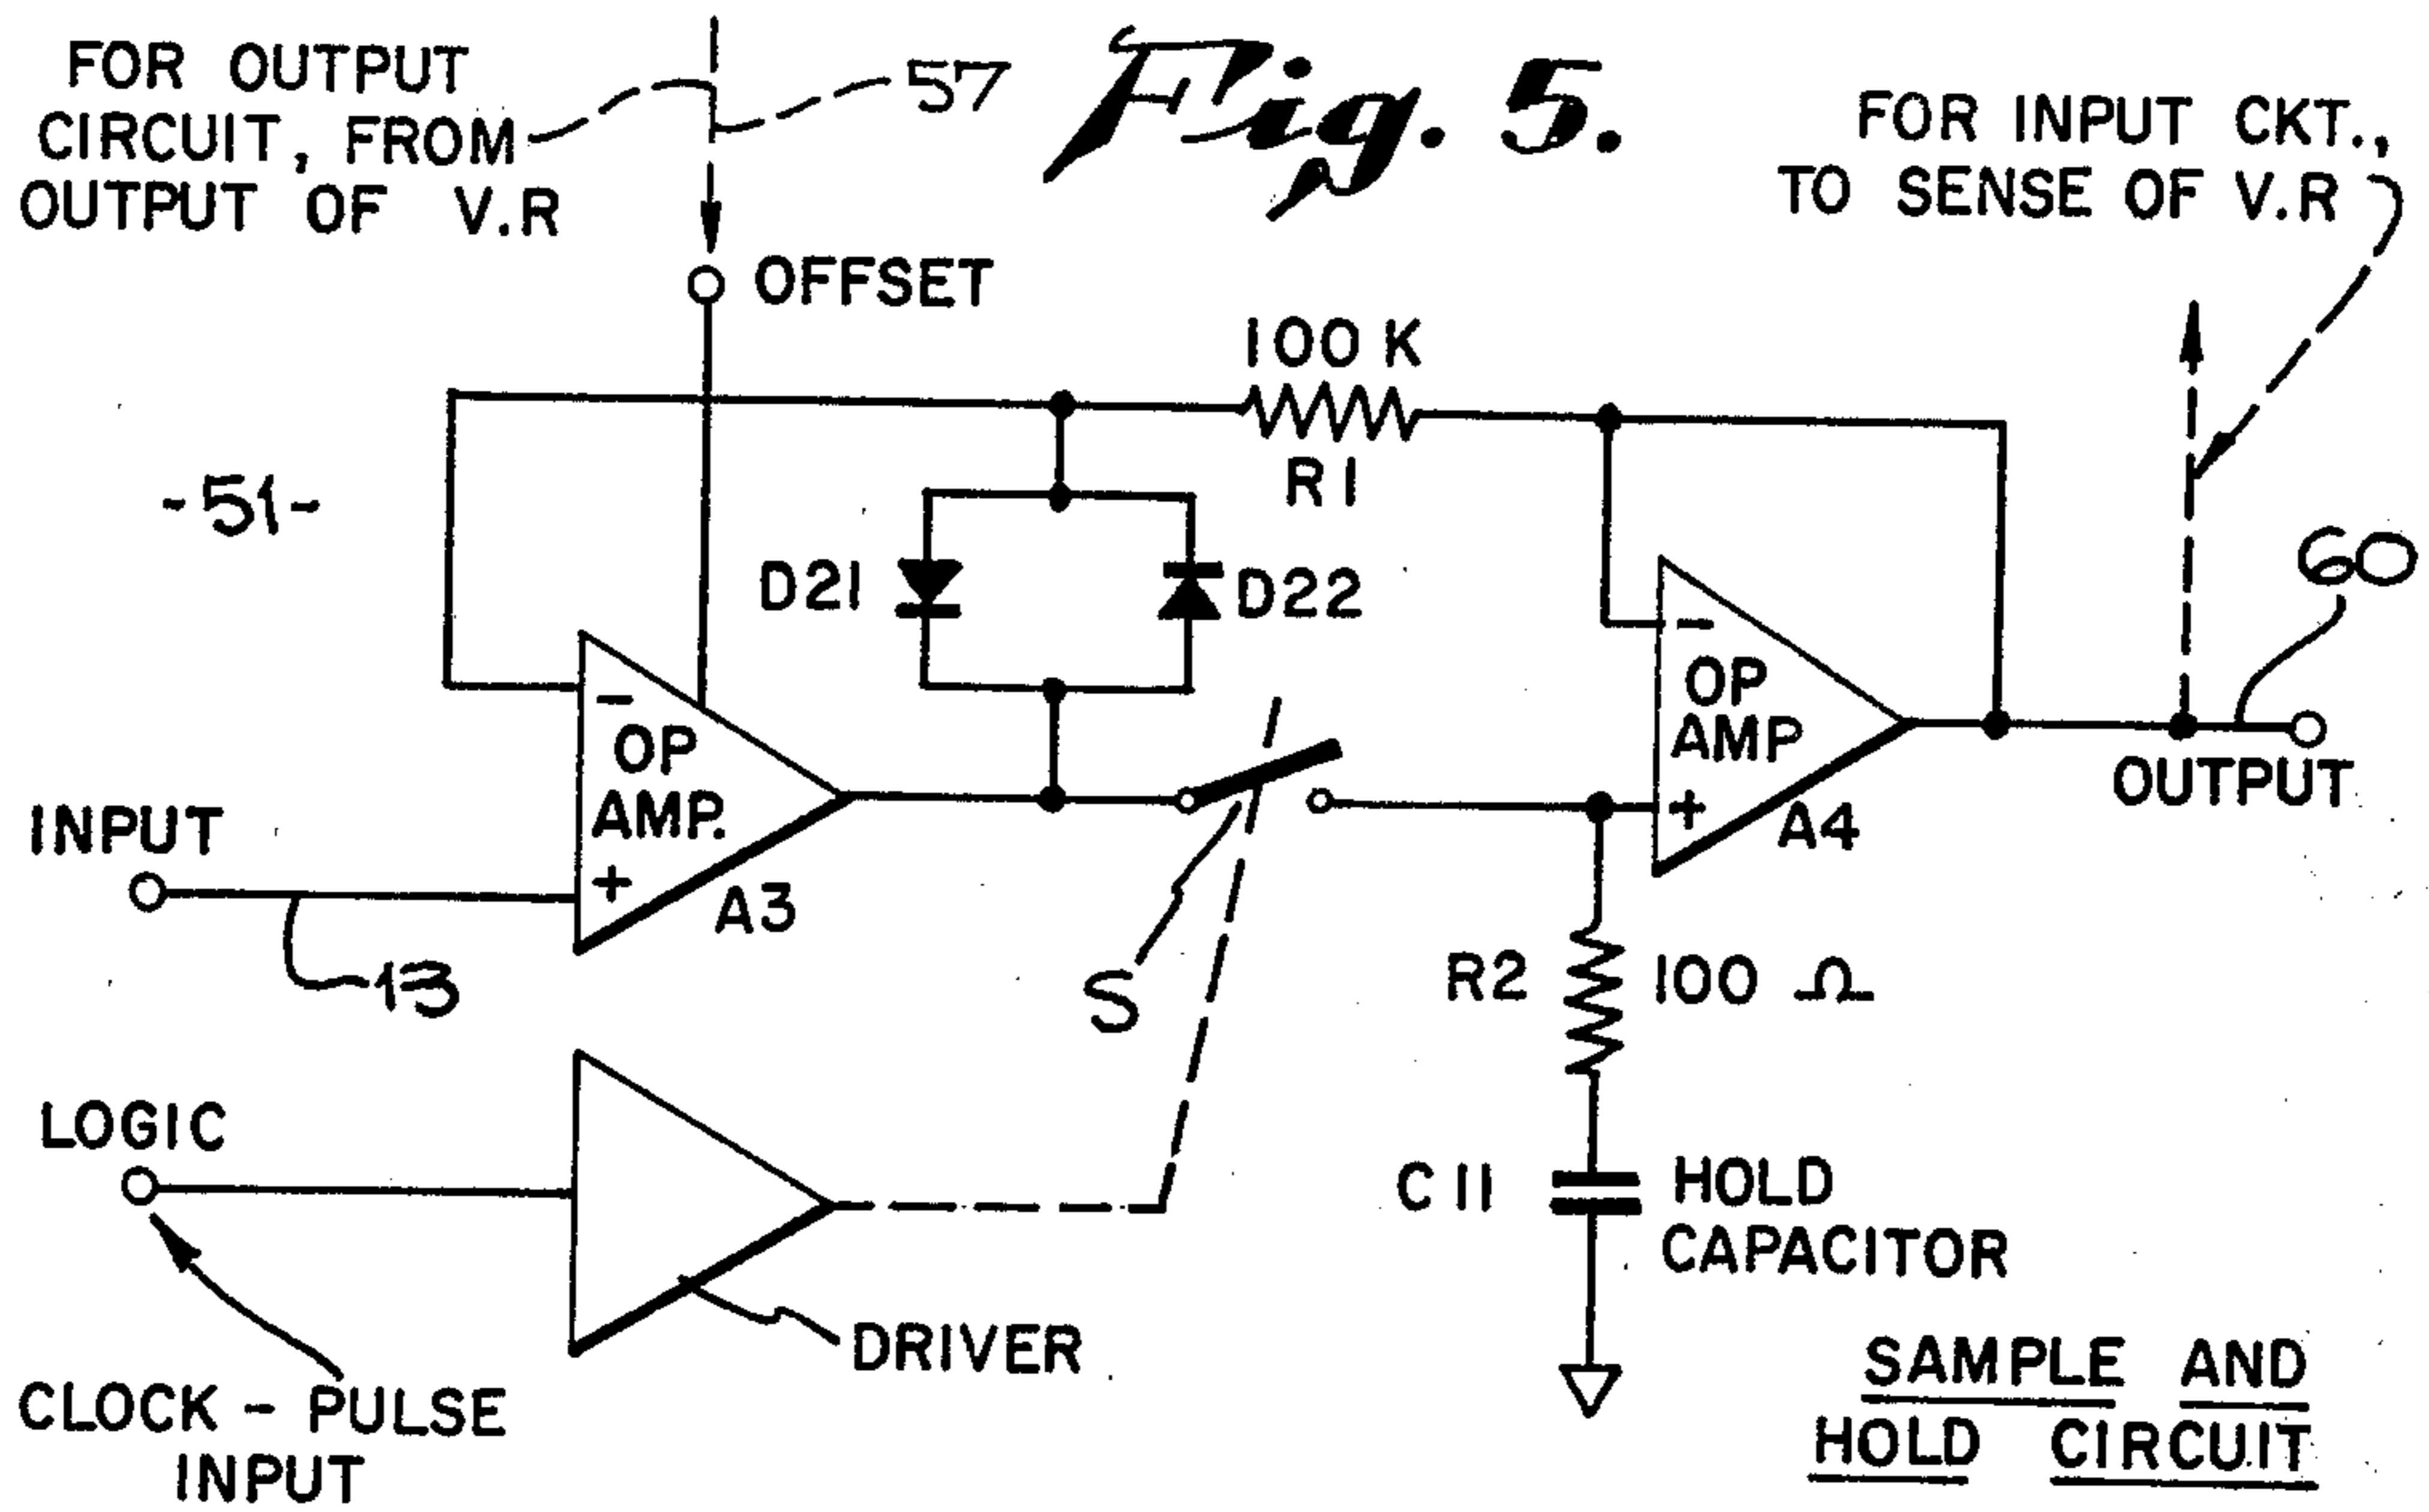 FOR OUTPUT
CIRCUIT, FROM
OUTPUT OF V.R
57
Fig. 5.
FOR INPUT CKT.,
TO SENSE OF V.R
OFFSET
100 K
R1
-51-
D21
D22
60
-
OP
AMP.
+
A3
-
OP
AMP
+
A4
OUTPUT
INPUT
13
S
R2
100 Ω
LOGIC
C11
HOLD
CAPACITOR
DRIVER
CLOCK - PULSE
INPUT
SAMPLE AND
HOLD CIRCUIT